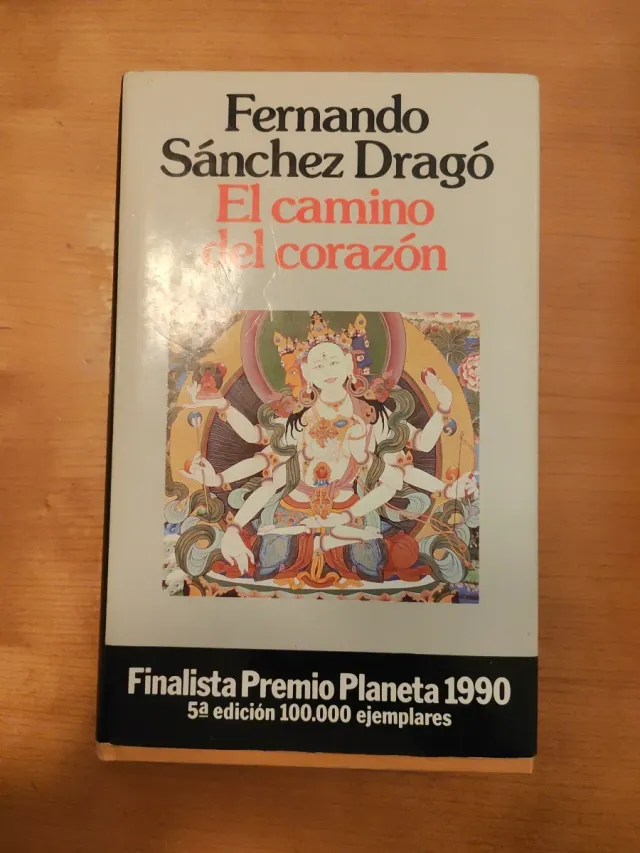 Fernando
Sánchez Dragó
El camino
del corazón
Finalista Premio Planeta 1990
5ª edición 100.000 ejemplares